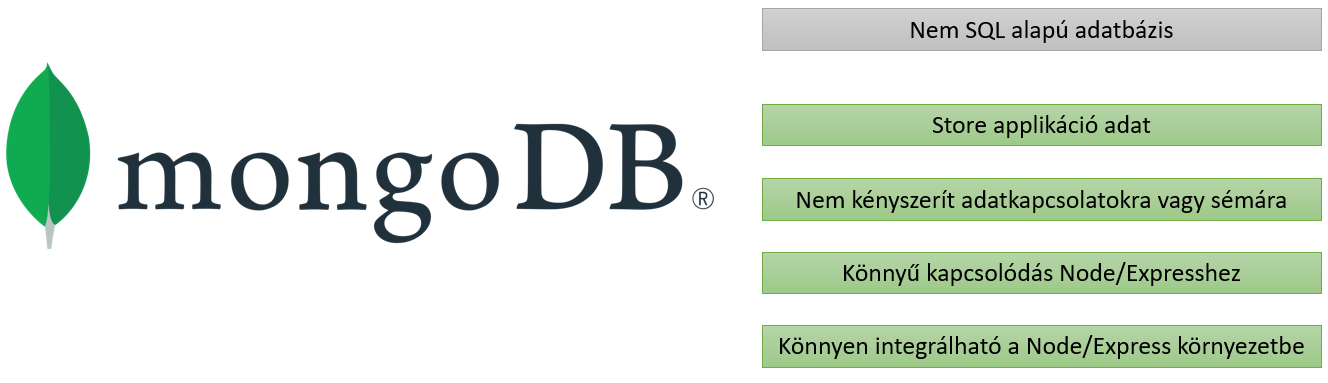 mongoDB®
Nem SQL alapú adatbázis
Store applikáció adat
Nem kényszerít adatkapcsolatokra vagy sémára
Könnyű kapcsolódás Node/Expresshez
Könnyen integrálható a Node/Express környezetbe